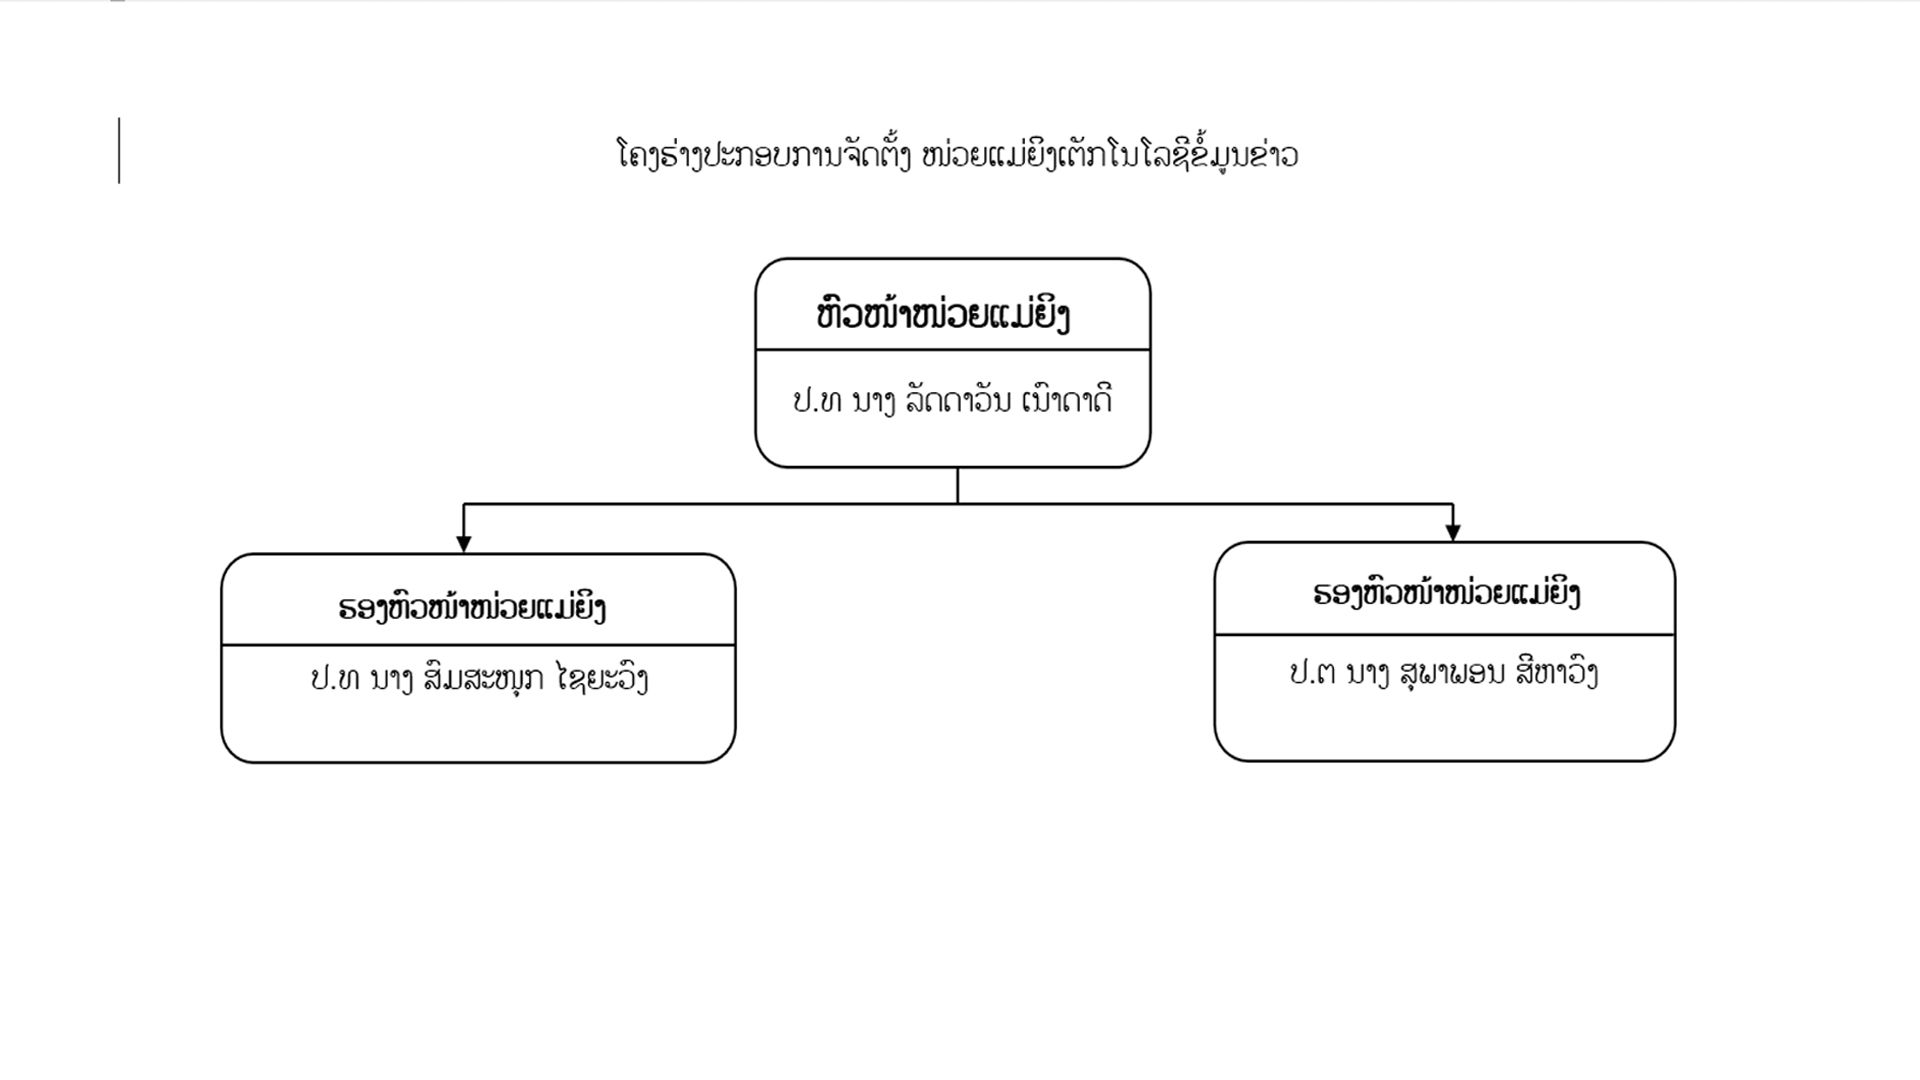 ໂຄງຮ່າງປະກອບການຈັດຕັ້ງ ໜ່ວຍແມ່ຍິງເຕັກໂນໂລຊີຂໍ້ມູນຂ່າວ
ຫົວໜ້າໜ່ວຍແມ່ຍິງ
ປ.ທ ນາງ ລັດດາວັນ ເນົາດາດີ
ຮອງຫົວໜ້າໜ່ວຍແມ່ຍິງ
ປ.ທ ນາງ ສົມສະໜຸກ ໄຊຍະວົງ
ຮອງຫົວໜ້າໜ່ວຍແມ່ຍິງ
ປ.ຕ ນາງ ສຸພາພອນ ສີຫາວົງ